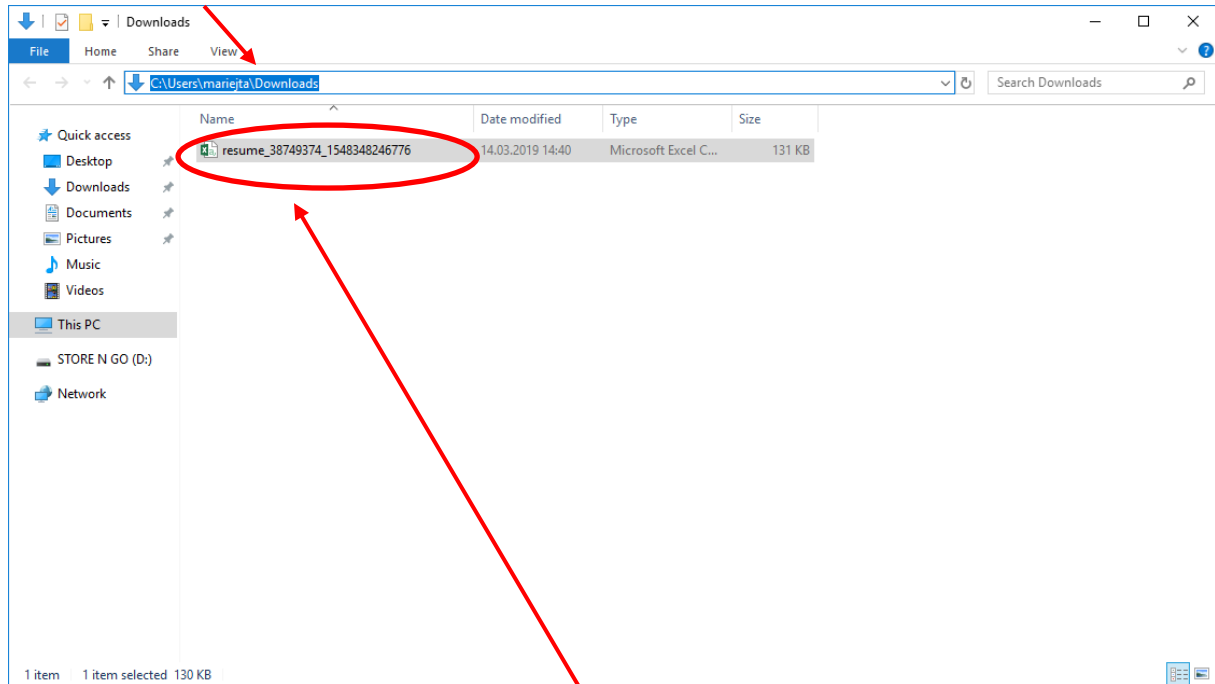 Downloads
File Home Share View
C:\Users\mariejta\Downloads
Search Downloads
Name Date modified Type Size
resume_38749374_1548348246776 14.03.2019 14:40 Microsoft Excel C... 131 KB
Quick access
Desktop
Downloads
Documents
Pictures
Music
Videos
This PC
STORE N GO (D:)
Network
1 item 1 item selected 130 KB